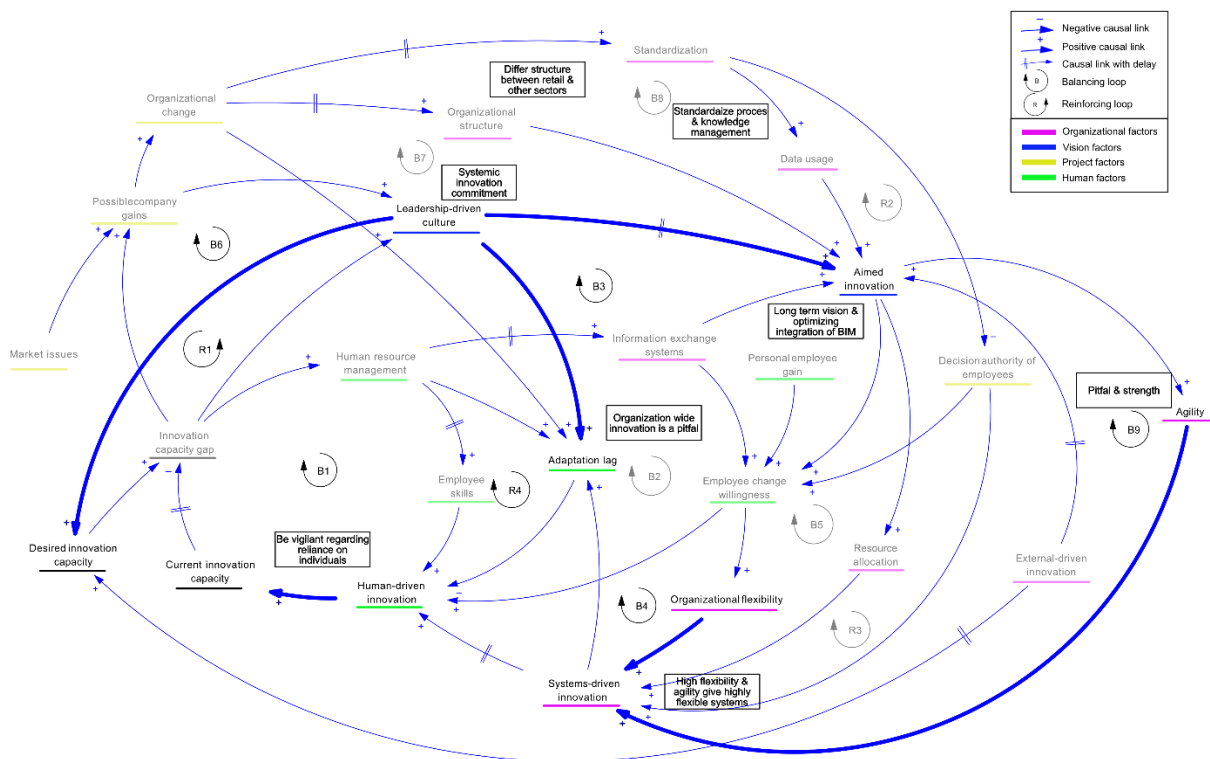 Negative causal link
Positive causal link
Causal link with delay
B
Balancing loop
R
Reinforcing loop
Organizational factors
Vision factors
Project factors
Human factors
Standardization
Differ structure
between retail &
other sectors
B8
Organizational
change
Organizational
structure
Standardaize proces
& knowledge
management
Data usage
B7
Systemic
innovation
commitment
R2
Possiblecompany
gains
Leadership-driven
culture
B6
Aimed
innovation
B3
Long term vision &
optimizing
integration of BIM
Market issues
R1
Human resource
management
Information exchange
systems
Personal employee
gain
Decision authority of
employees
Pitfal & strength
Agility
B9
Organization wide
innovation is a pitfal
Innovation
capacity gap
B1
Employee
skills
R4
Adaptation lag
B2
Employee change
willingness
B5
Be vigilant regarding
reliance on
individuals
Desired innovation
capacity
Current innovation
capacity
Resource
allocation
External-driven
innovation
Human-driven
innovation
B4
Organizational flexibility
R3
Systems-driven
innovation
High flexibility &
agility give highly
flexible systems